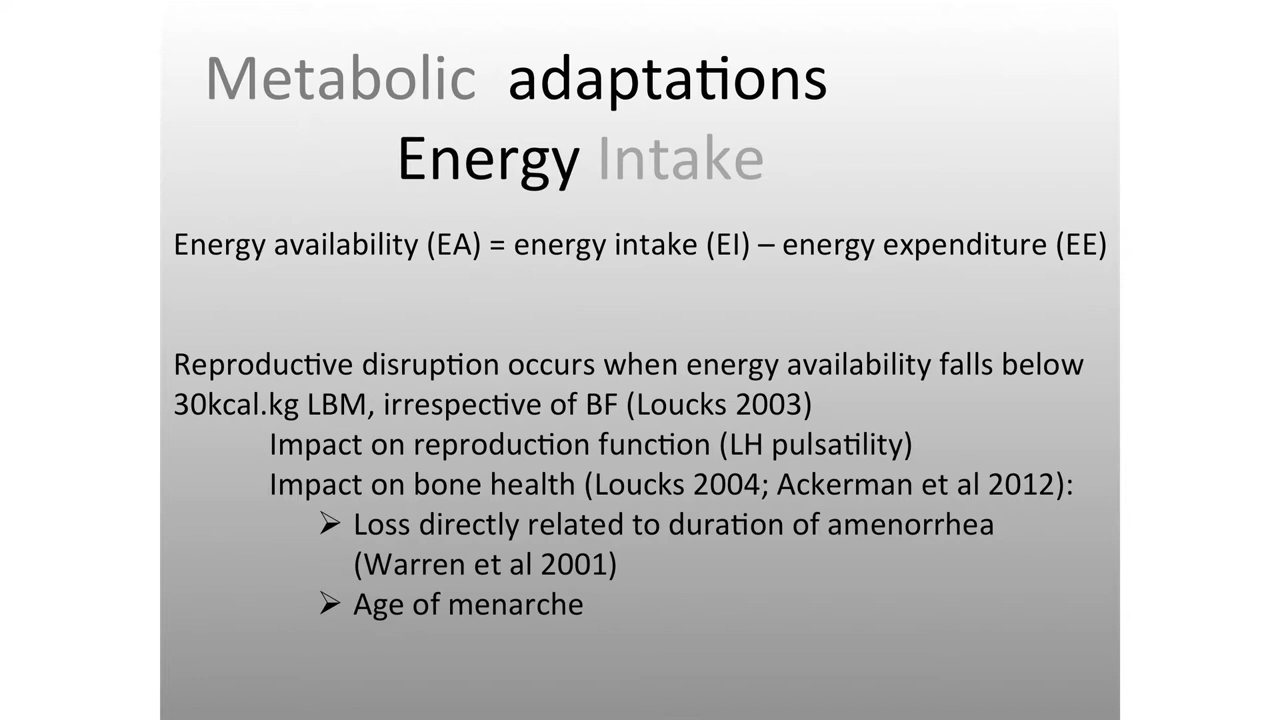 Metabolic adaptations
Energy Intake
Energy availability (EA) = energy intake (EI) – energy expenditure (EE)
Reproductive disruption occurs when energy availability falls below
30kcal.kg LBM, irrespective of BF (Loucks 2003)
Impact on reproduction function (LH pulsatility)
Impact on bone health (Loucks 2004; Ackerman et al 2012):
➢ Loss directly related to duration of amenorrhea
(Warren et al 2001)
➢ Age of menarche